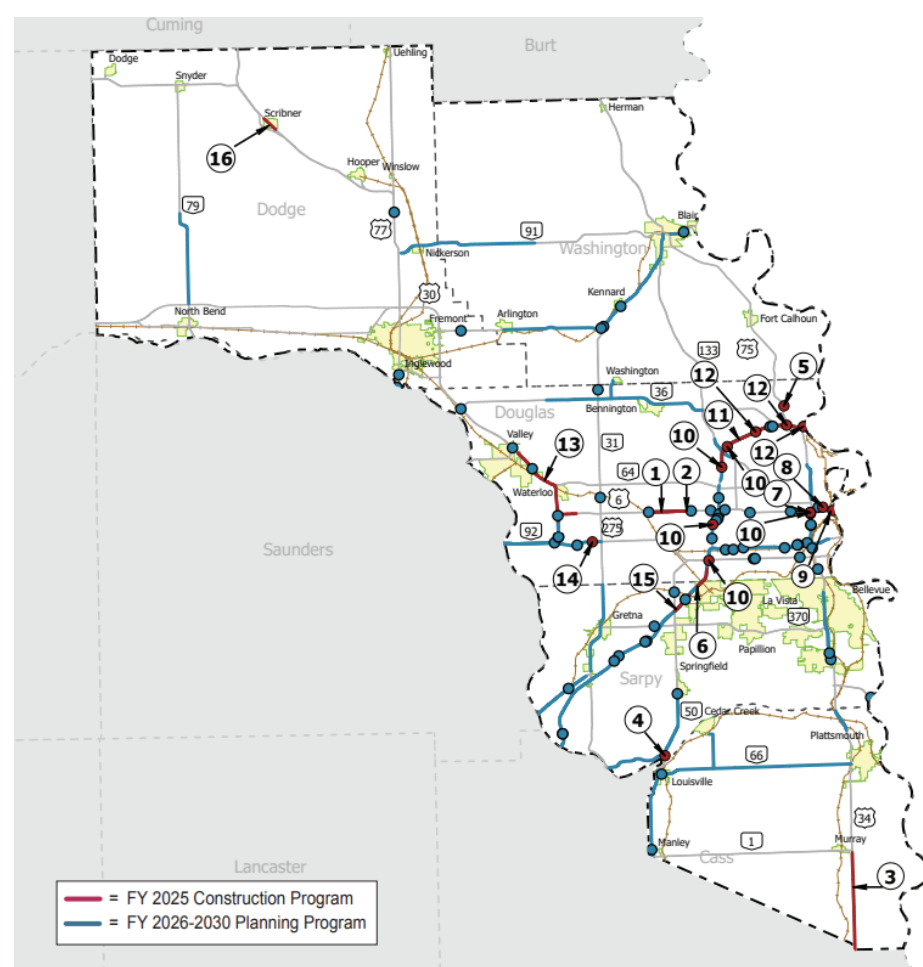 Cuming
Burt
Dodge
Uehling
Snyder
Herman
Scribner
16
Hooper
Winslow
79
Dodge
77
91
Blair
Washington
Nickerson
30
Kennard
North Bend
Fremont
Arlington
Fort Calhoun
133
75
Inglewood
Washington
12
12
5
36
Douglas
Bennington
11
Valley
31
10
13
8
64
1
2
10
7
Waterloo
6
275
92
10
10
Saunders
14
15
9
10
Bellevue
La Vista
Gretna
370
6
Papillion
Springfield
Sarpy
50
Cedar Creek
4
Plattsmouth
66
Louisville
34
Manley
1
Murray
Cass
Lancaster
3
= FY 2025 Construction Program
= FY 2026-2030 Planning Program